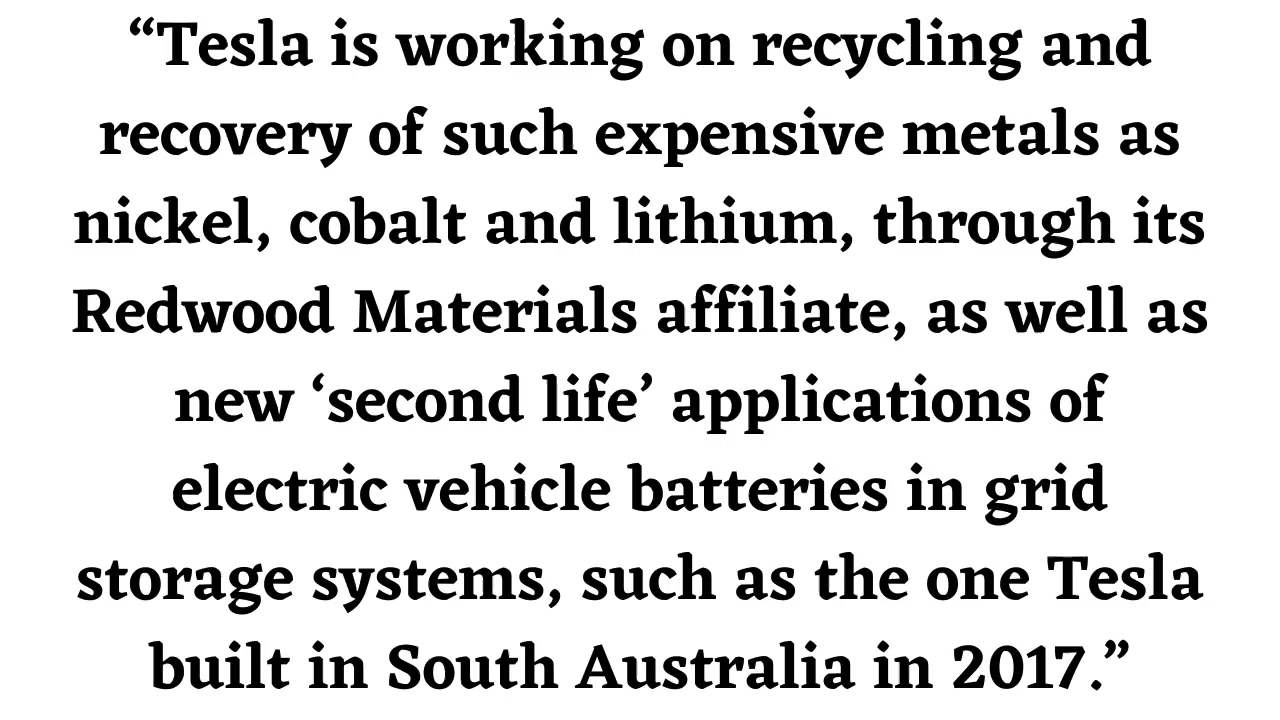 “Tesla is working on recycling and
recovery of such expensive metals as
nickel, cobalt and lithium, through its
Redwood Materials affiliate, as well as
new ‘second life’ applications of
electric vehicle batteries in grid
storage systems, such as the one Tesla
built in South Australia in 2017.”